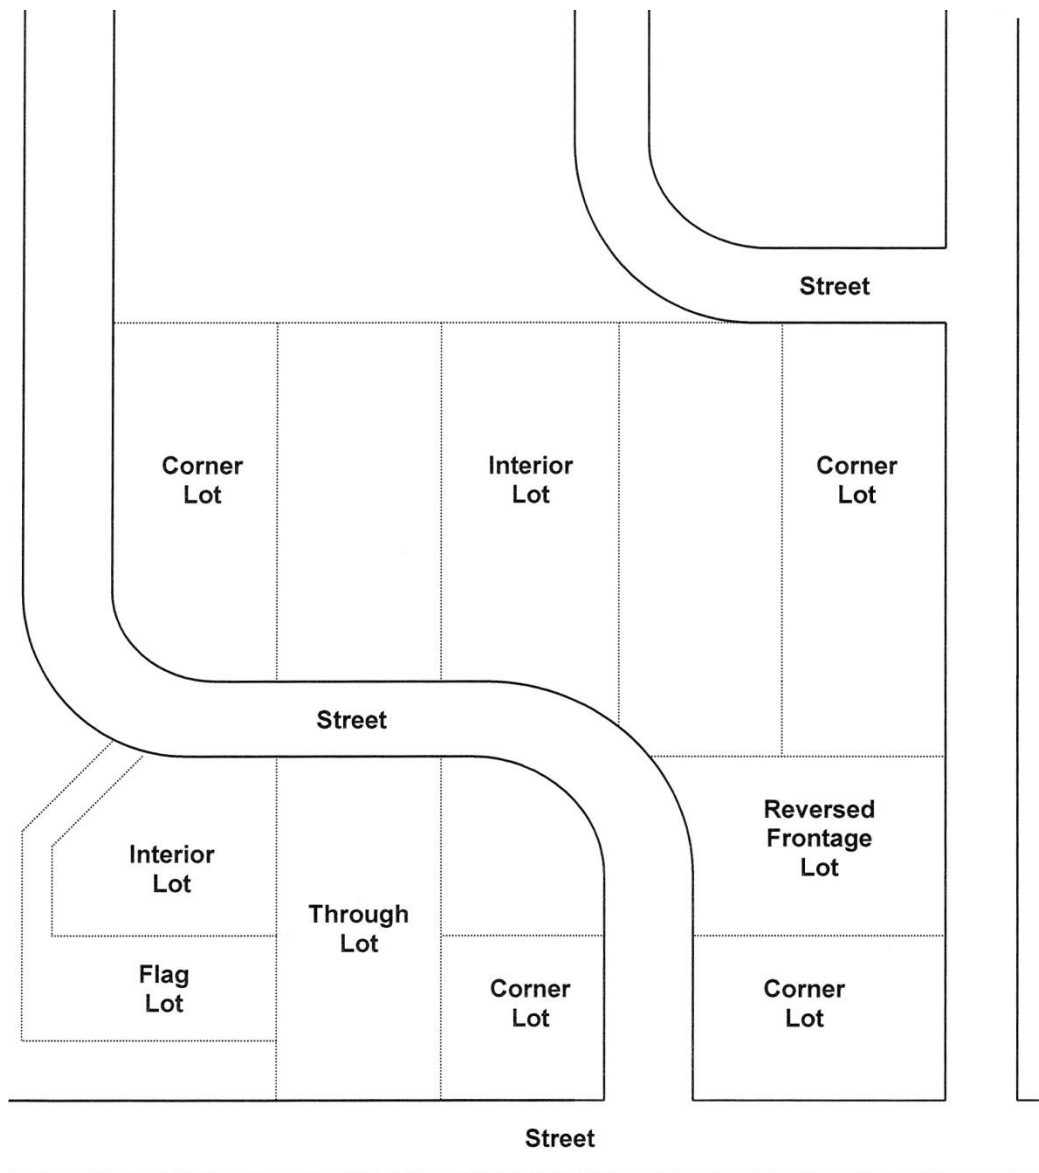 Street
Corner
Lot
Interior
Lot
Corner
Lot
Street
Reversed
Frontage
Lot
Interior
Lot
Through
Lot
Flag
Lot
Corner
Lot
Corner
Lot
Street